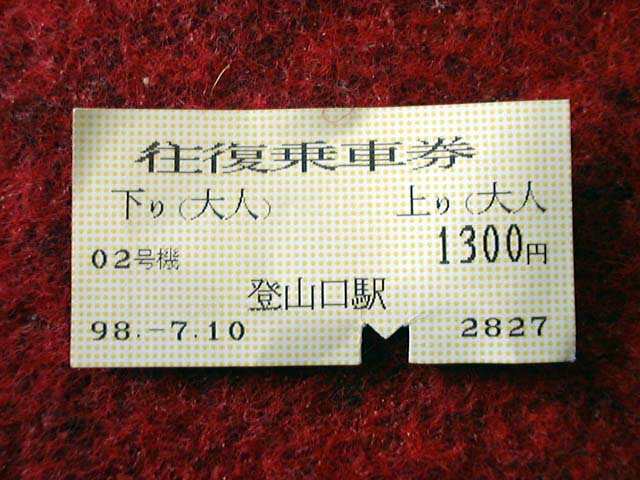 往復乗車券
下り（大人） 上り（大人
02号機 1300円
登山口駅
98.-7.10 2827